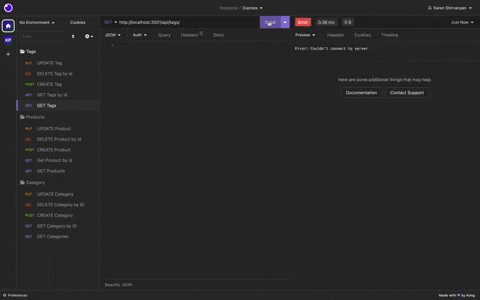 Insomnia / Express
Karen Shirvanyan
No Environment
Cookies
GET http://localhost:3001/api/tags/
Send
Error
0 B
Just Now
Filter
JSON
Auth
Query
Headers
Docs
Preview
Headers
Cookies
Timeline
KP
Error: Couldn't connect to server
Tags
PUT UPDATE Tag
DEL DELETE Tag by id
POST CREATE Tag
GET GET Tags by id
GET GET Tags
Products
PUT UPDATE Product
DEL DELETE Product by id
POST CREATE Product
GET Get Product by id
GET GET Products
Category
PUT UPDATE Category
DEL DELETE Category by ID
POST CREATE Category
GET GET Category by ID
GET GET Categories
Here are some additional things that may help.
Documentation
Contact Support
Beautify JSON
Preferences
Made with by Kong